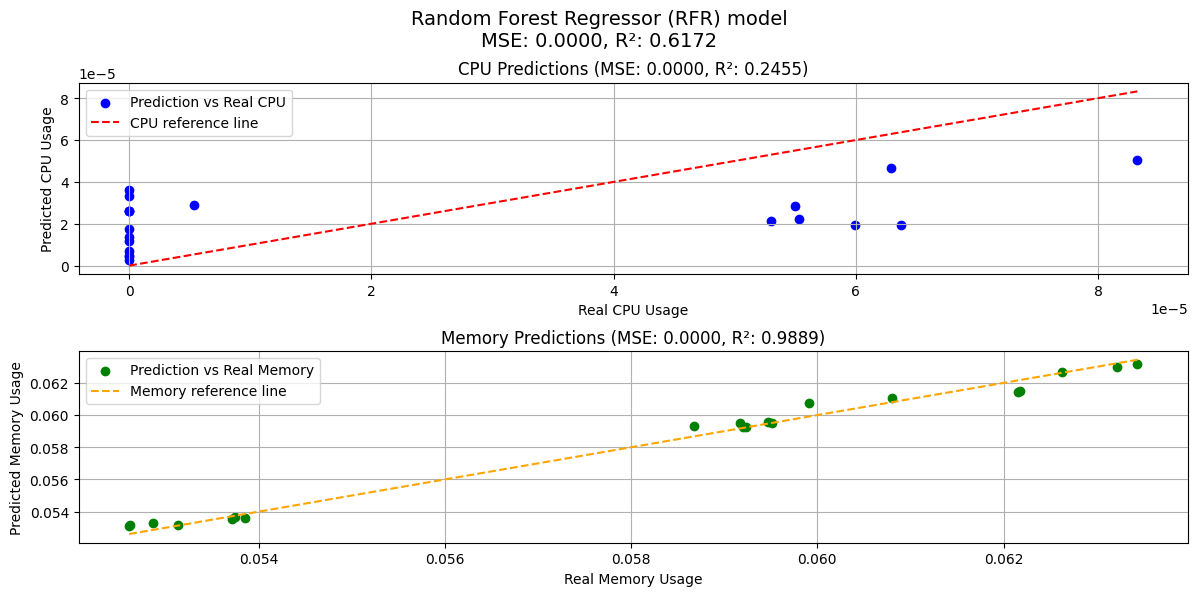 Random Forest Regressor (RFR) model
MSE: 0.0000, R²: 0.6172
CPU Predictions (MSE: 0.0000, R²: 0.2455)
1e−5
Prediction vs Real CPU
CPU reference line
Predicted CPU Usage
8
6
4
2
0
0 2 4 6 8
1e−5
Real CPU Usage
Memory Predictions (MSE: 0.0000, R²: 0.9889)
Prediction vs Real Memory
Memory reference line
Predicted Memory Usage
0.062
0.060
0.058
0.056
0.054
0.054 0.056 0.058 0.060 0.062
Real Memory Usage